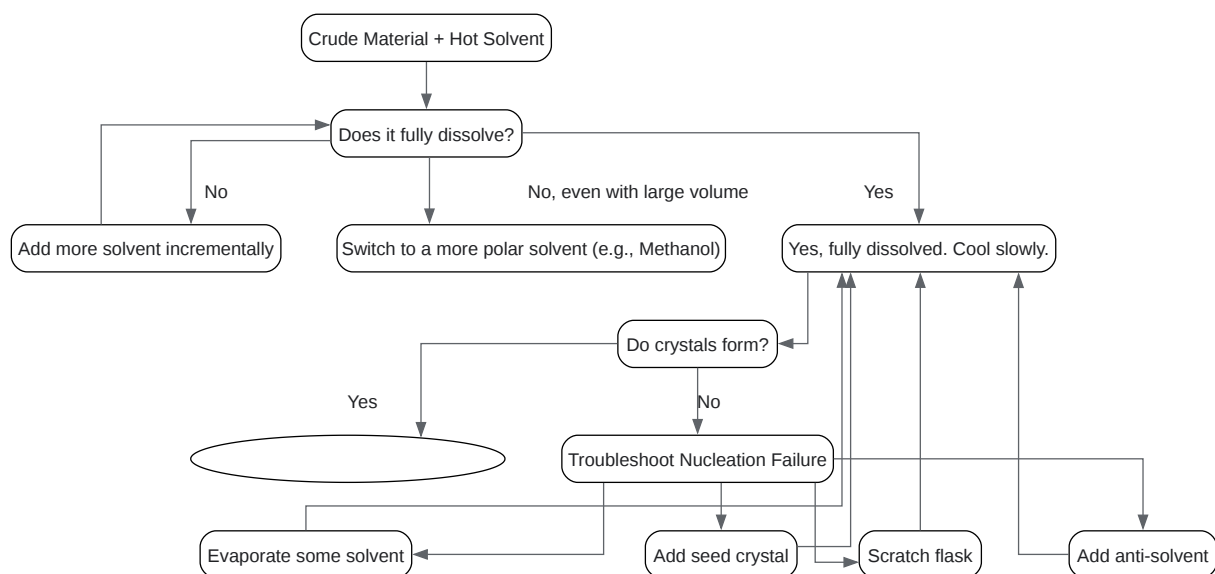 Crude Material + Hot Solvent
Does it fully dissolve?
No
No, even with large volume
Yes
Add more solvent incrementally
Switch to a more polar solvent (e.g., Methanol)
Yes, fully dissolved. Cool slowly.
Do crystals form?
Yes
No
Troubleshoot Nucleation Failure
Evaporate some solvent
Add seed crystal
Scratch flask
Add anti-solvent